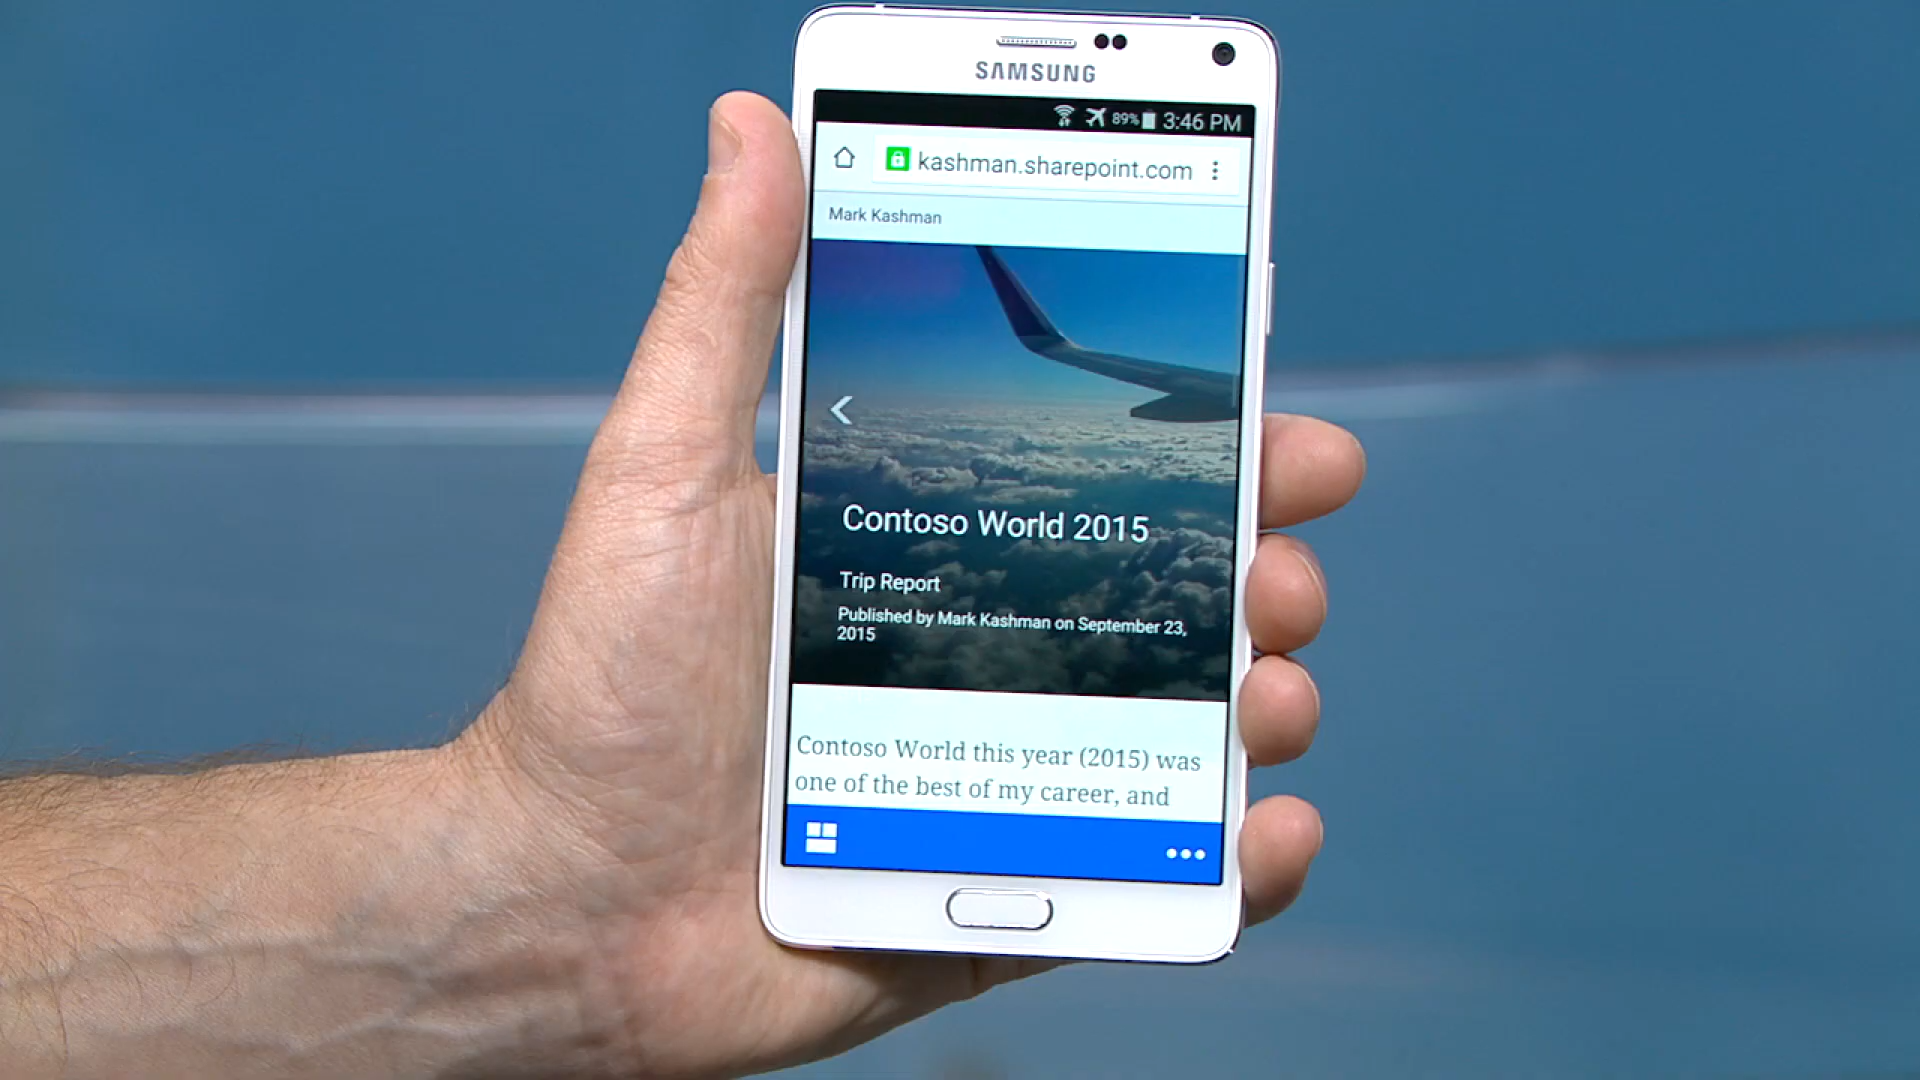 SAMSUNG
89% 3:46 PM
kashman.sharepoint.com
Mark Kashman
Contoso World 2015
Trip Report
Published by Mark Kashman on September 23,
2015
Contoso World this year (2015) was
one of the best of my career, and